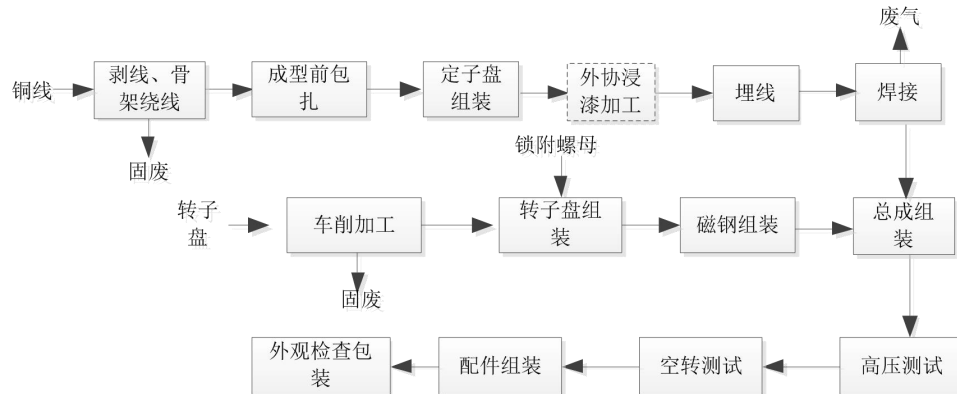 废气
铜线
剥线、骨
架绕线
成型前包
扎
定子盘
组装
外协浸
漆加工
埋线
焊接
固废
锁附螺母
转子
盘
车削加工
转子盘组
装
磁钢组装
总成组
装
固废
外观检查包
装
配件组装
空转测试
高压测试